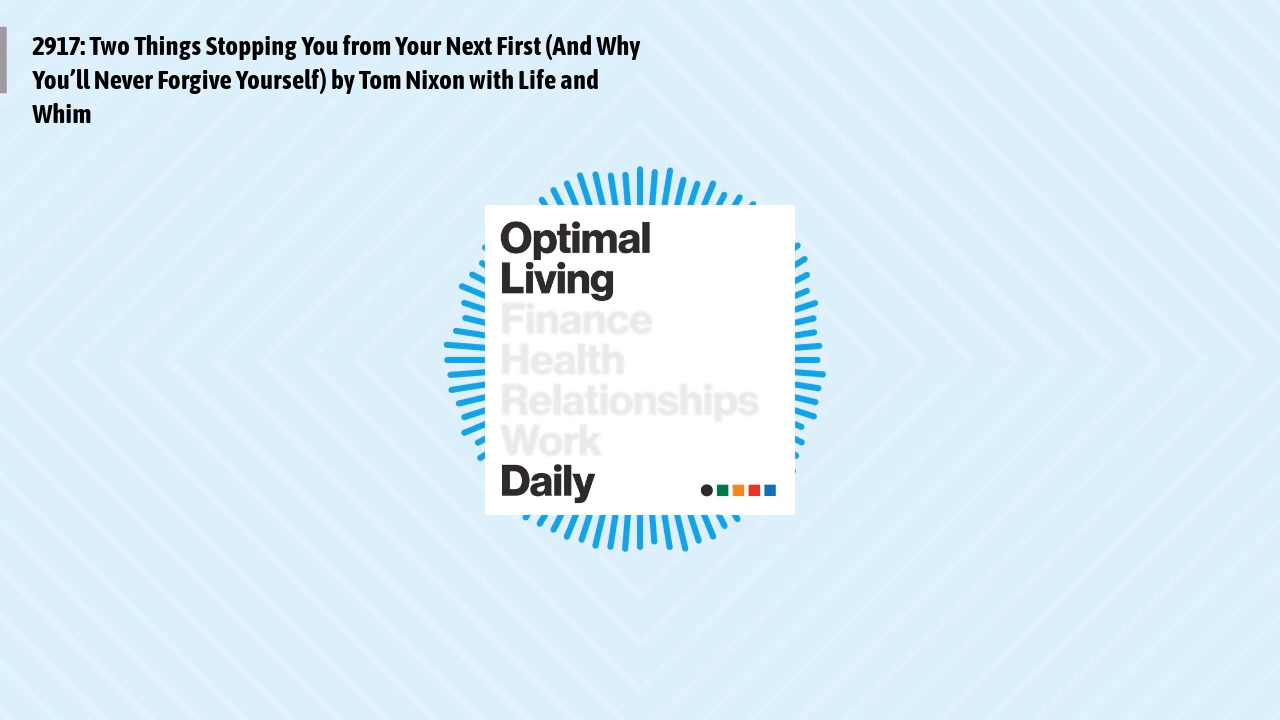 2917: Two Things Stopping You from Your Next First (And Why
You’ll Never Forgive Yourself) by Tom Nixon with Life and
Whim
Optimal
Living
Finance
Health
Relationships
Work
Daily